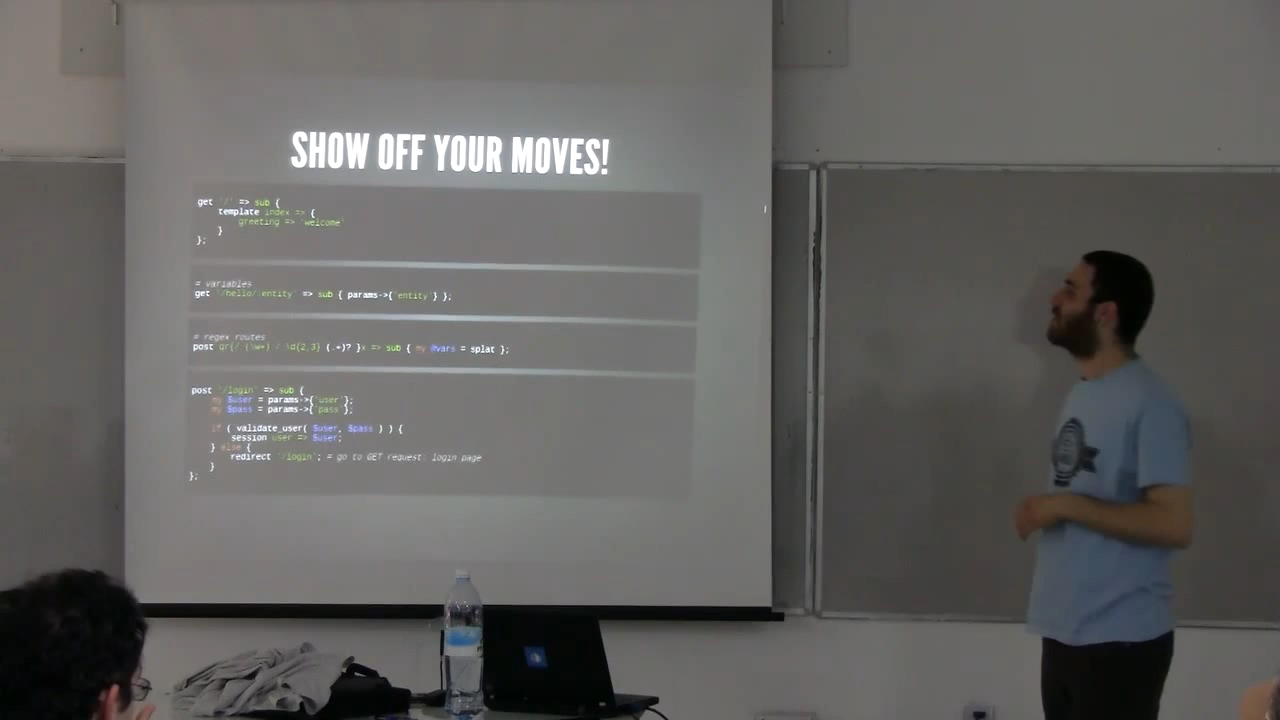 SHOW OFF YOUR MOVES!
get '/' => sub {
template index => {
greeting => 'welcome'
}
};
# variables
get '/hello/:entity' => sub { params->{'entity'} };
# regex routes
post qr{/ (\w+) / \d{2,3} (.+)? }x => sub { my @vars = splat };
post '/login' => sub {
my $user = params->{'user'};
my $pass = params->{'pass'};
if ( validate_user( $user, $pass ) ) {
session user => $user;
} else {
redirect '/login'; # go to GET request: login page
}
};